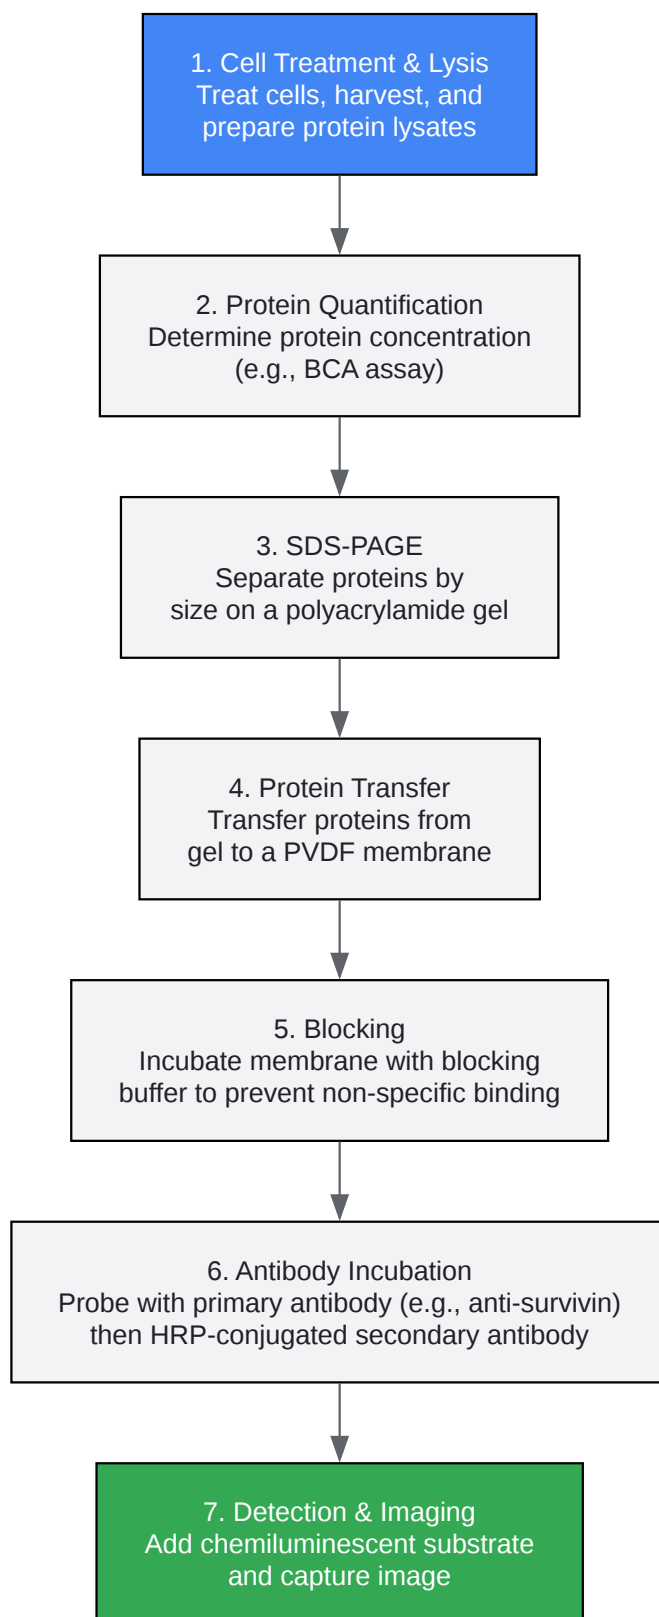 1. Cell Treatment & Lysis
Treat cells, harvest, and
prepare protein lysates
2. Protein Quantification
Determine protein concentration
(e.g., BCA assay)
3. SDS-PAGE
Separate proteins by
size on a polyacrylamide gel
4. Protein Transfer
Transfer proteins from
gel to a PVDF membrane
5. Blocking
Incubate membrane with blocking
buffer to prevent non-specific binding
6. Antibody Incubation
Probe with primary antibody (e.g., anti-survivin)
then HRP-conjugated secondary antibody
7. Detection & Imaging
Add chemiluminescent substrate
and capture image